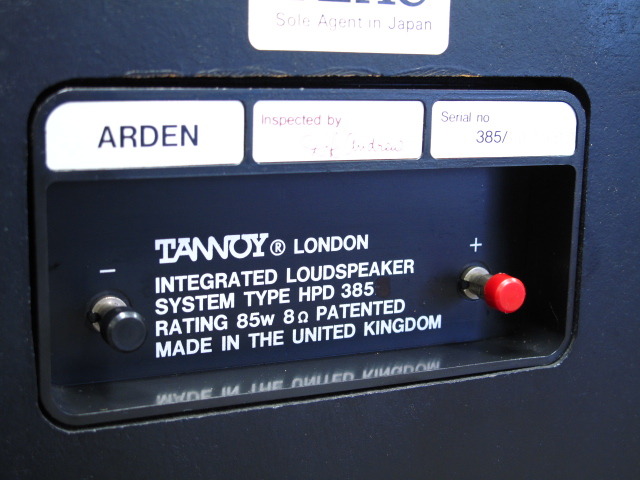 Sole Agent in Japan
ARDEN
Inspected by
Serial no
385/
−
+
TANNOY® LONDON
INTEGRATED LOUDSPEAKER
SYSTEM TYPE HPD 385
RATING 85w 8Ω PATENTED
MADE IN THE UNITED KINGDOM